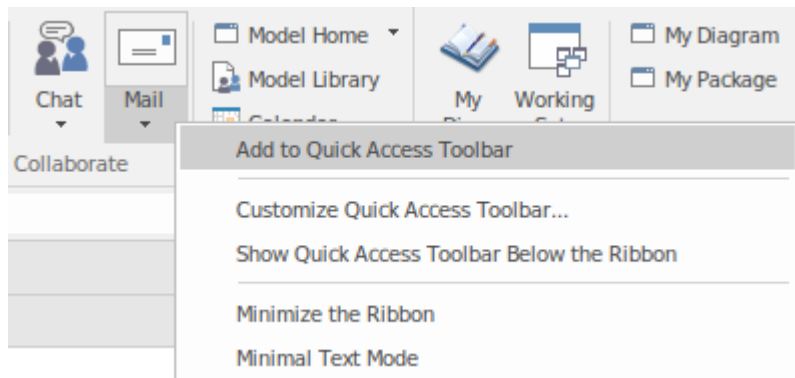 Chat
Mail
Model Home
Model Library
Calendar
My
Working
My Diagram
My Package
Collaborate
Add to Quick Access Toolbar
Customize Quick Access Toolbar...
Show Quick Access Toolbar Below the Ribbon
Minimize the Ribbon
Minimal Text Mode